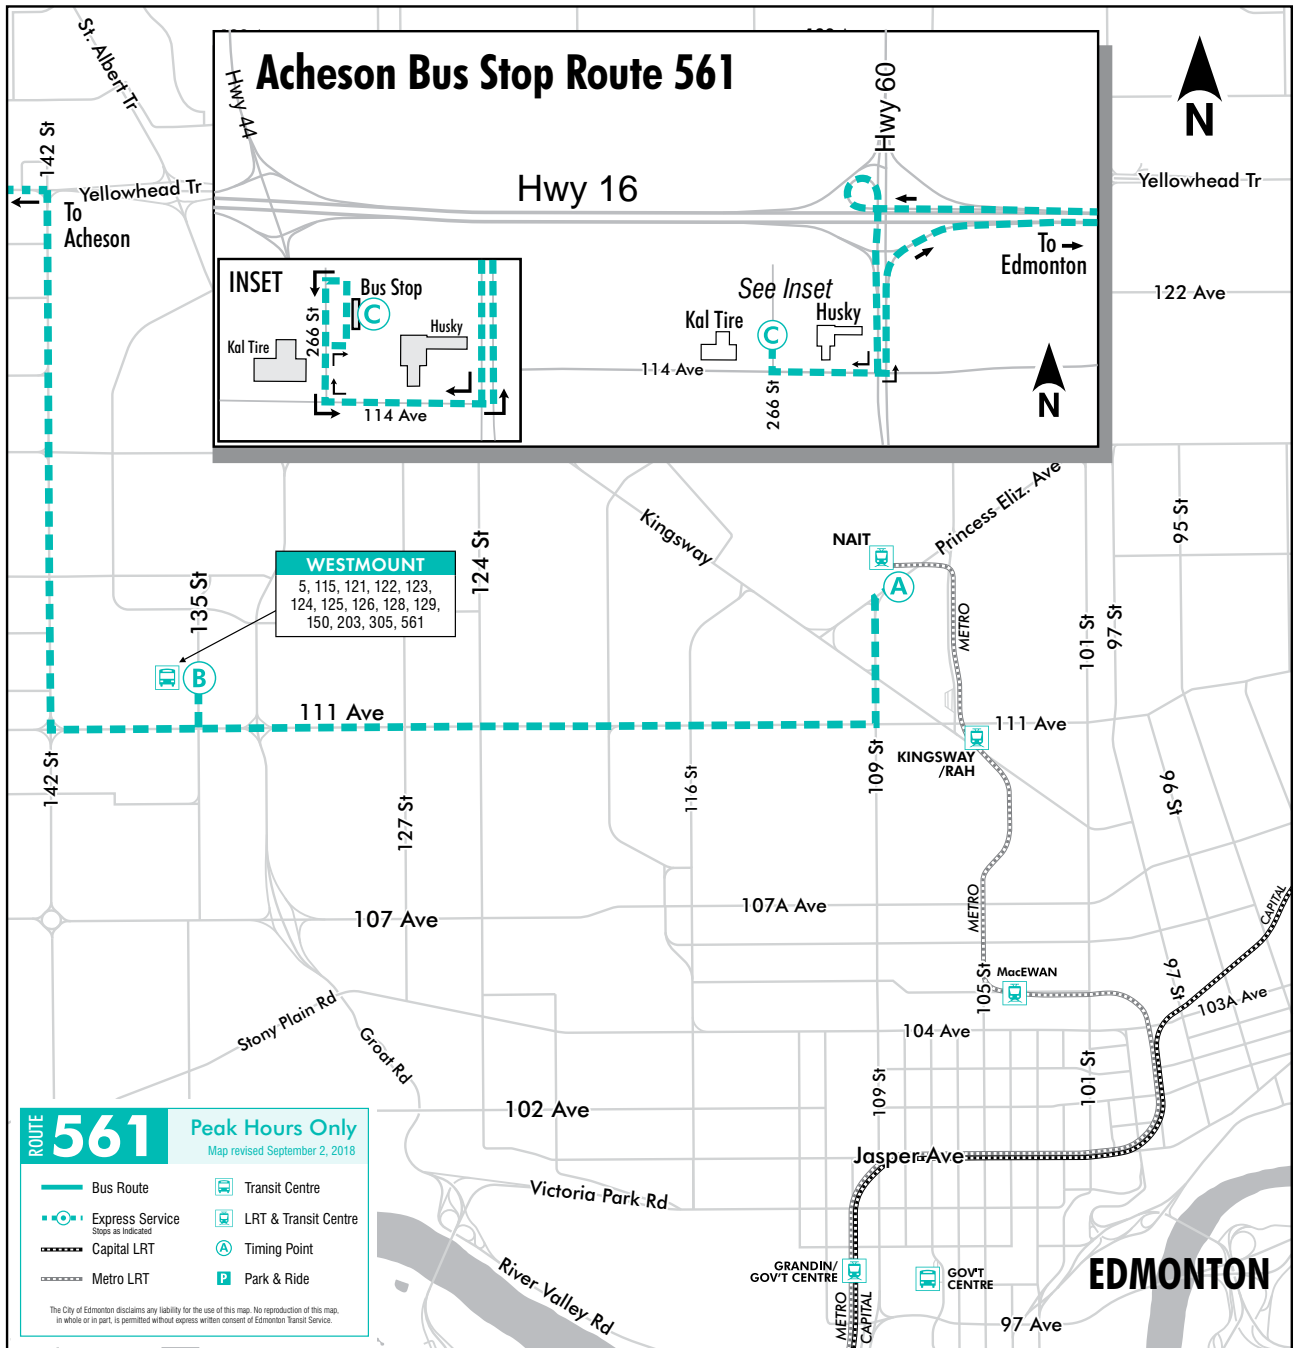 St. Albert Tr
142 St
Yellowhead Tr
To
Acheson
Acheson Bus Stop Route 561
Hwy 44
Hwy 60
Hwy 16
To
Edmonton
See Inset
Kal Tire
C
Husky
114 Ave
266 St
N
INSET
Bus Stop
C
Husky
Kal Tire
266 St
114 Ave
N
Yellowhead Tr
122 Ave
Kingsway
Princess Eliz. Ave
95 St
NAIT
A
METRO
101 St
97 St
124 St
135 St
WESTMOUNT
5, 115, 121, 122, 123,
124, 125, 126, 128, 129,
150, 203, 305, 561
B
111 Ave
111 Ave
KINGSWAY
/RAH
142 St
127 St
116 St
109 St
96 St
107 Ave
107A Ave
METRO
CAPITAL
MacEWAN
105 St
97 St
103A Ave
104 Ave
Stony Plain Rd
Groat Rd
109 St
101 St
102 Ave
Jasper Ave
Victoria Park Rd
River Valley Rd
GRANDIN/
GOV'T CENTRE
GOV'T
CENTRE
METRO
CAPITAL
97 Ave
EDMONTON
ROUTE
561
Peak Hours Only
Map revised September 2, 2018
Bus Route
Transit Centre
Express Service
Stops as Indicated
LRT & Transit Centre
Capital LRT
A
Timing Point
Metro LRT
P
Park & Ride
The City of Edmonton disclaims any liability for the use of this map. No reproduction of this map,
in whole or in part, is permitted without express written consent of Edmonton Transit Service.